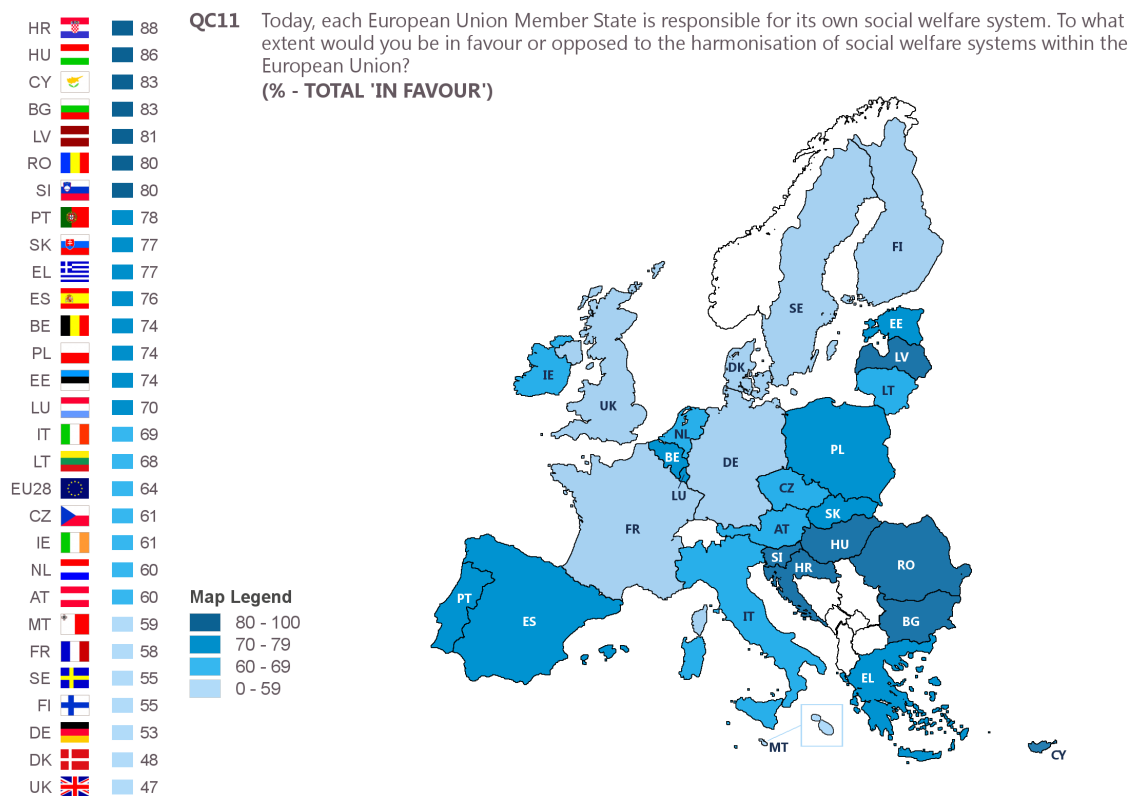 QC11 Today, each European Union Member State is responsible for its own social welfare system. To what
extent would you be in favour or opposed to the harmonisation of social welfare systems within the
European Union?
(% - TOTAL 'IN FAVOUR')
HR 88
HU 86
CY 83
BG 83
LV 81
RO 80
SI 80
PT 78
SK 77
EL 77
ES 76
BE 74
PL 74
EE 74
LU 70
IT 69
LT 68
EU28 64
CZ 61
IE 61
NL 60
AT 60
MT 59
FR 58
SE 55
FI 55
DE 53
DK 48
UK 47
Map Legend
80 - 100
70 - 79
60 - 69
0 - 59
FI
SE
EE
LV
LT
DK
IE
UK
NL
BE
DE
PL
LU
CZ
SK
FR
AT
HU
SI
HR
RO
PT
ES
IT
BG
EL
MT
CY